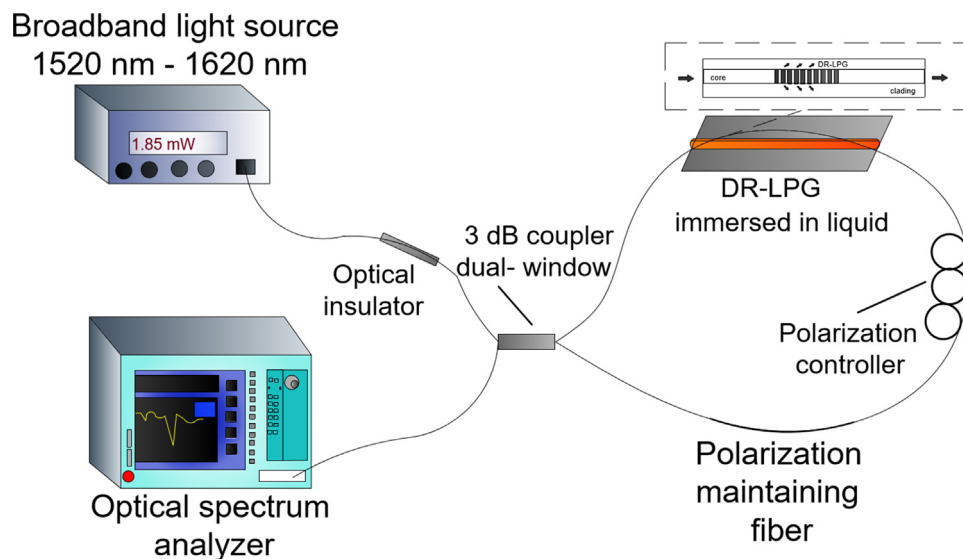 Broadband light source
1520 nm - 1620 nm
1.85 mW
DR-LPG
core
clading
DR-LPG
immersed in liquid
3 dB coupler
dual- window
Optical
insulator
Polarization
controller
Polarization
maintaining
fiber
Optical spectrum
analyzer